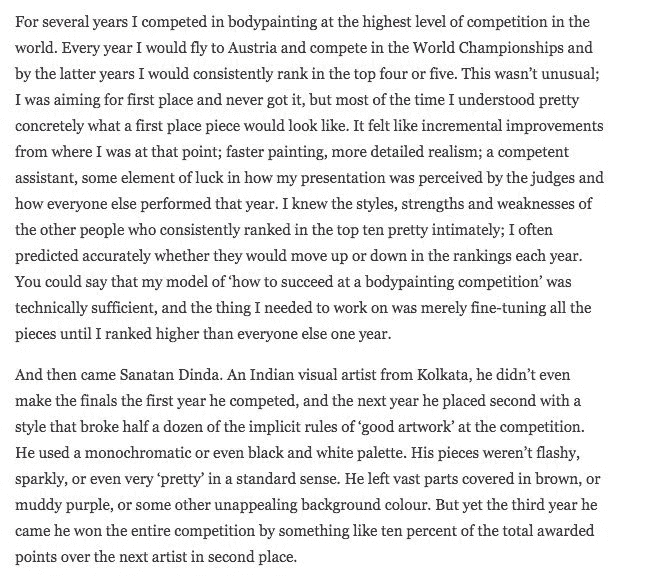 For several years I competed in bodypainting at the highest level of competition in the
world. Every year I would fly to Austria and compete in the World Championships and
by the latter years I would consistently rank in the top four or five. This wasn’t unusual;
I was aiming for first place and never got it, but most of the time I understood pretty
concretely what a first place piece would look like. It felt like incremental improvements
from where I was at that point; faster painting, more detailed realism; a competent
assistant, some element of luck in how my presentation was perceived by the judges and
how everyone else performed that year. I knew the styles, strengths and weaknesses of
the other people who consistently ranked in the top ten pretty intimately; I often
predicted accurately whether they would move up or down in the rankings each year.
You could say that my model of ‘how to succeed at a bodypainting competition’ was
technically sufficient, and the thing I needed to work on was merely fine-tuning all the
pieces until I ranked higher than everyone else one year.
And then came Sanatan Dinda. An Indian visual artist from Kolkata, he didn’t even
make the finals the first year he competed, and the next year he placed second with a
style that broke half a dozen of the implicit rules of ‘good artwork’ at the competition.
He used a monochromatic or even black and white palette. His pieces weren’t flashy,
sparkly, or even very ‘pretty’ in a standard sense. He left vast parts covered in brown, or
muddy purple, or some other unappealing background colour. But yet the third year he
came he won the entire competition by something like ten percent of the total awarded
points over the next artist in second place.